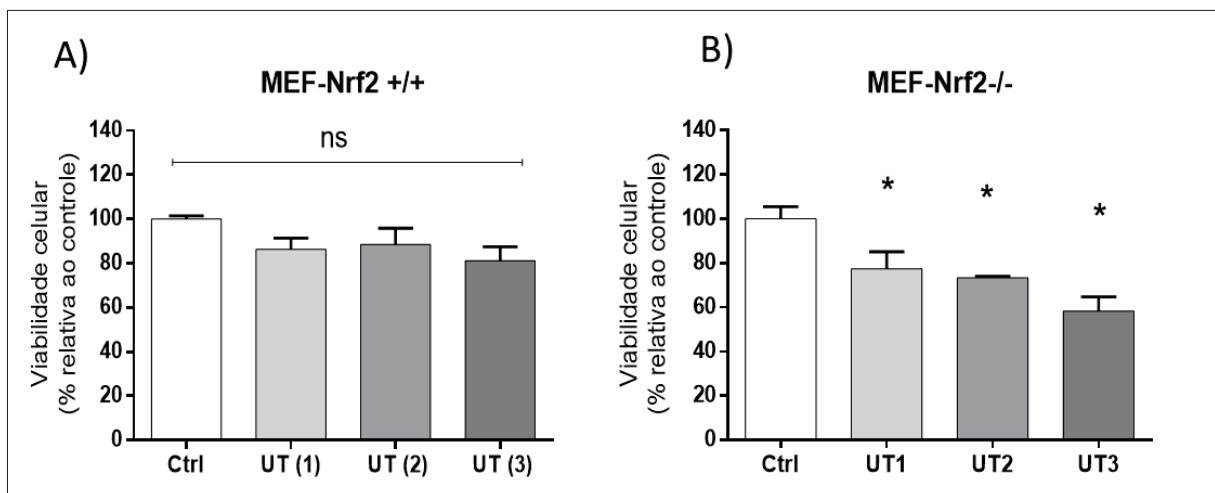 A)
MEF-Nrf2 +/+
Viabilidade celular
(% relativa ao controle)
140
120
100
80
60
40
20
0
ns
Ctrl
UT (1)
UT (2)
UT (3)
B)
MEF-Nrf2-/-
Viabilidade celular
(% relativa ao controle)
140
120
100
80
60
40
20
0
*
*
*
Ctrl
UT1
UT2
UT3